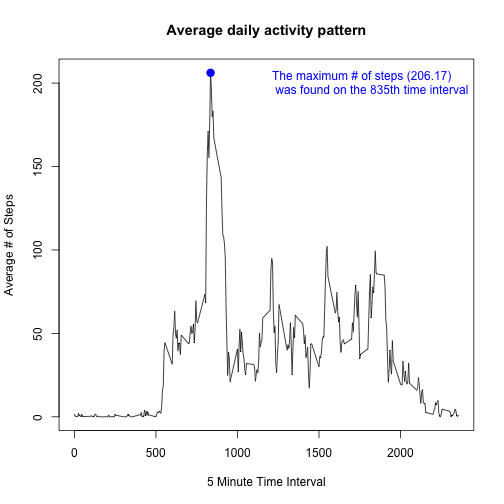 Average daily activity pattern
The maximum # of steps (206.17)
was found on the 835th time interval
Average # of Steps
200
150
100
50
0
0 500 1000 1500 2000
5 Minute Time Interval